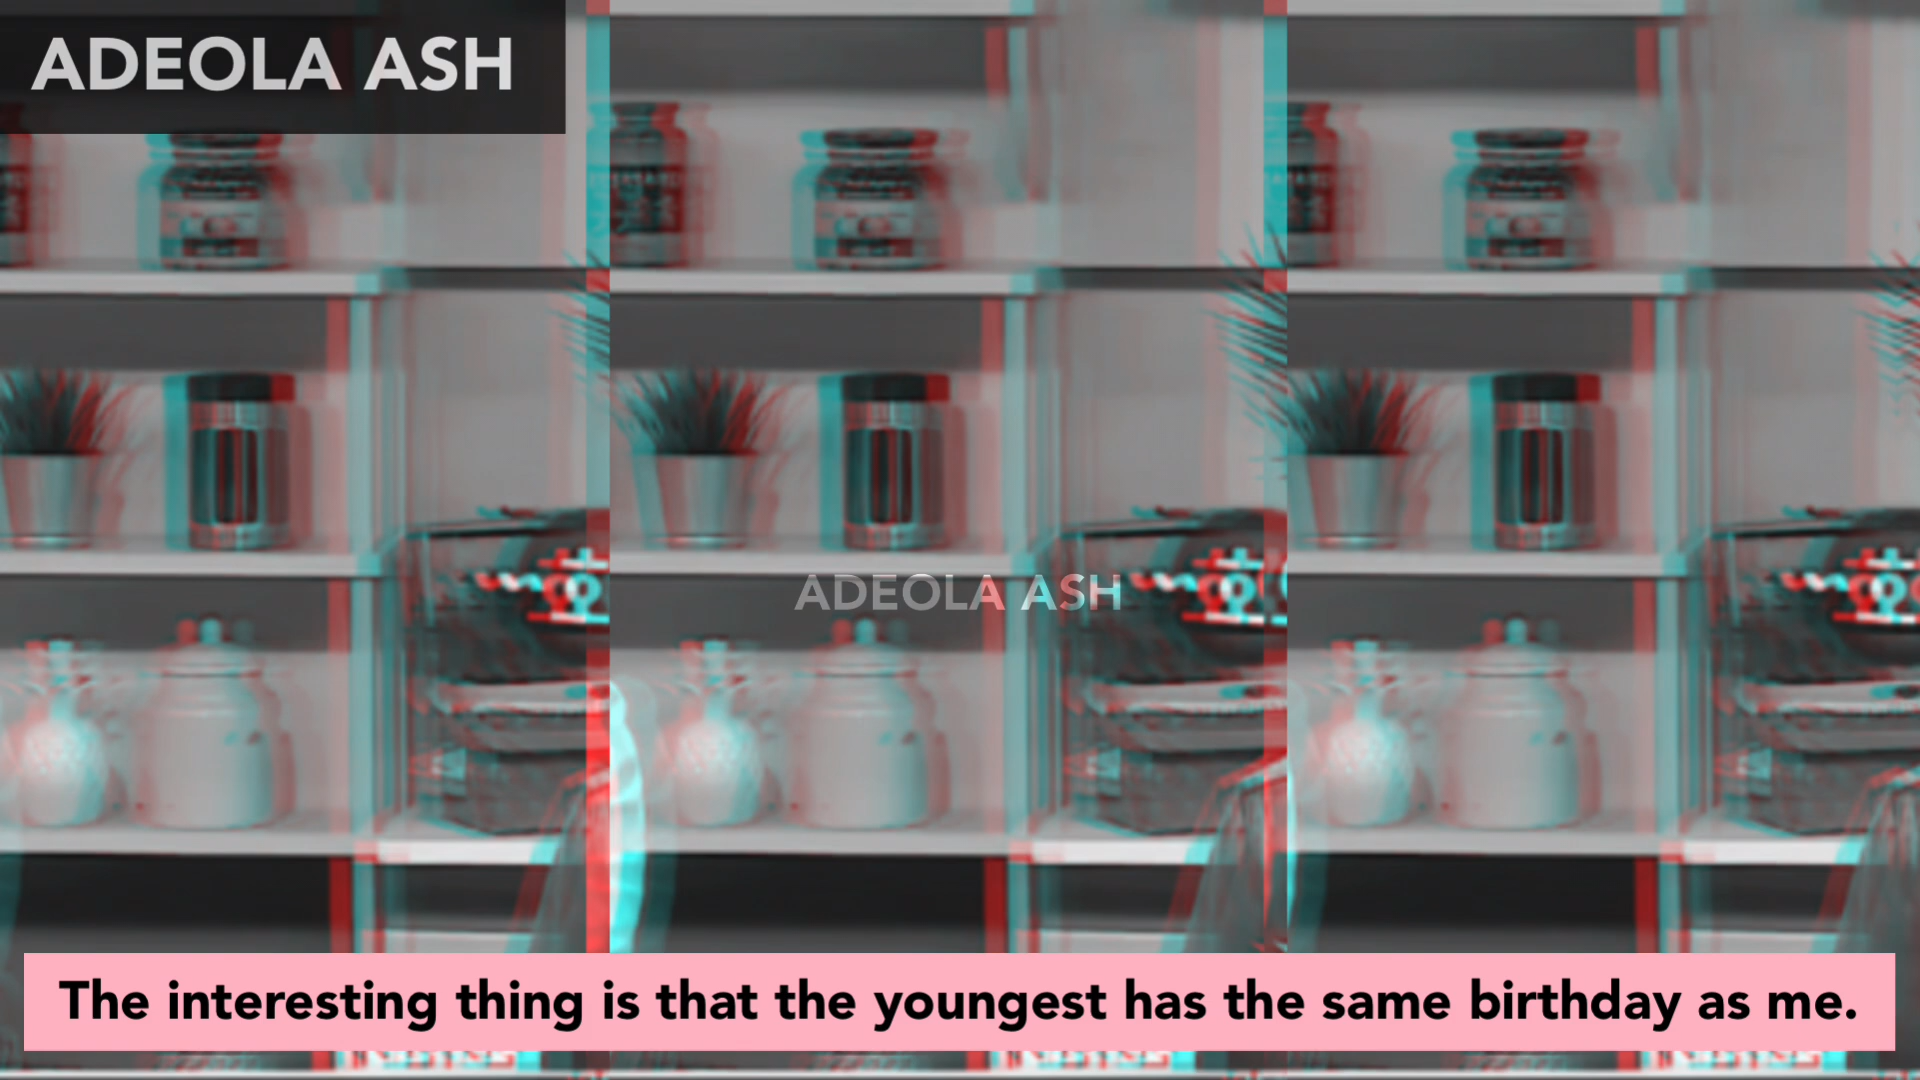 ADEOLA ASH
ADEOLA ASH
The interesting thing is that the youngest has the same birthday as me.